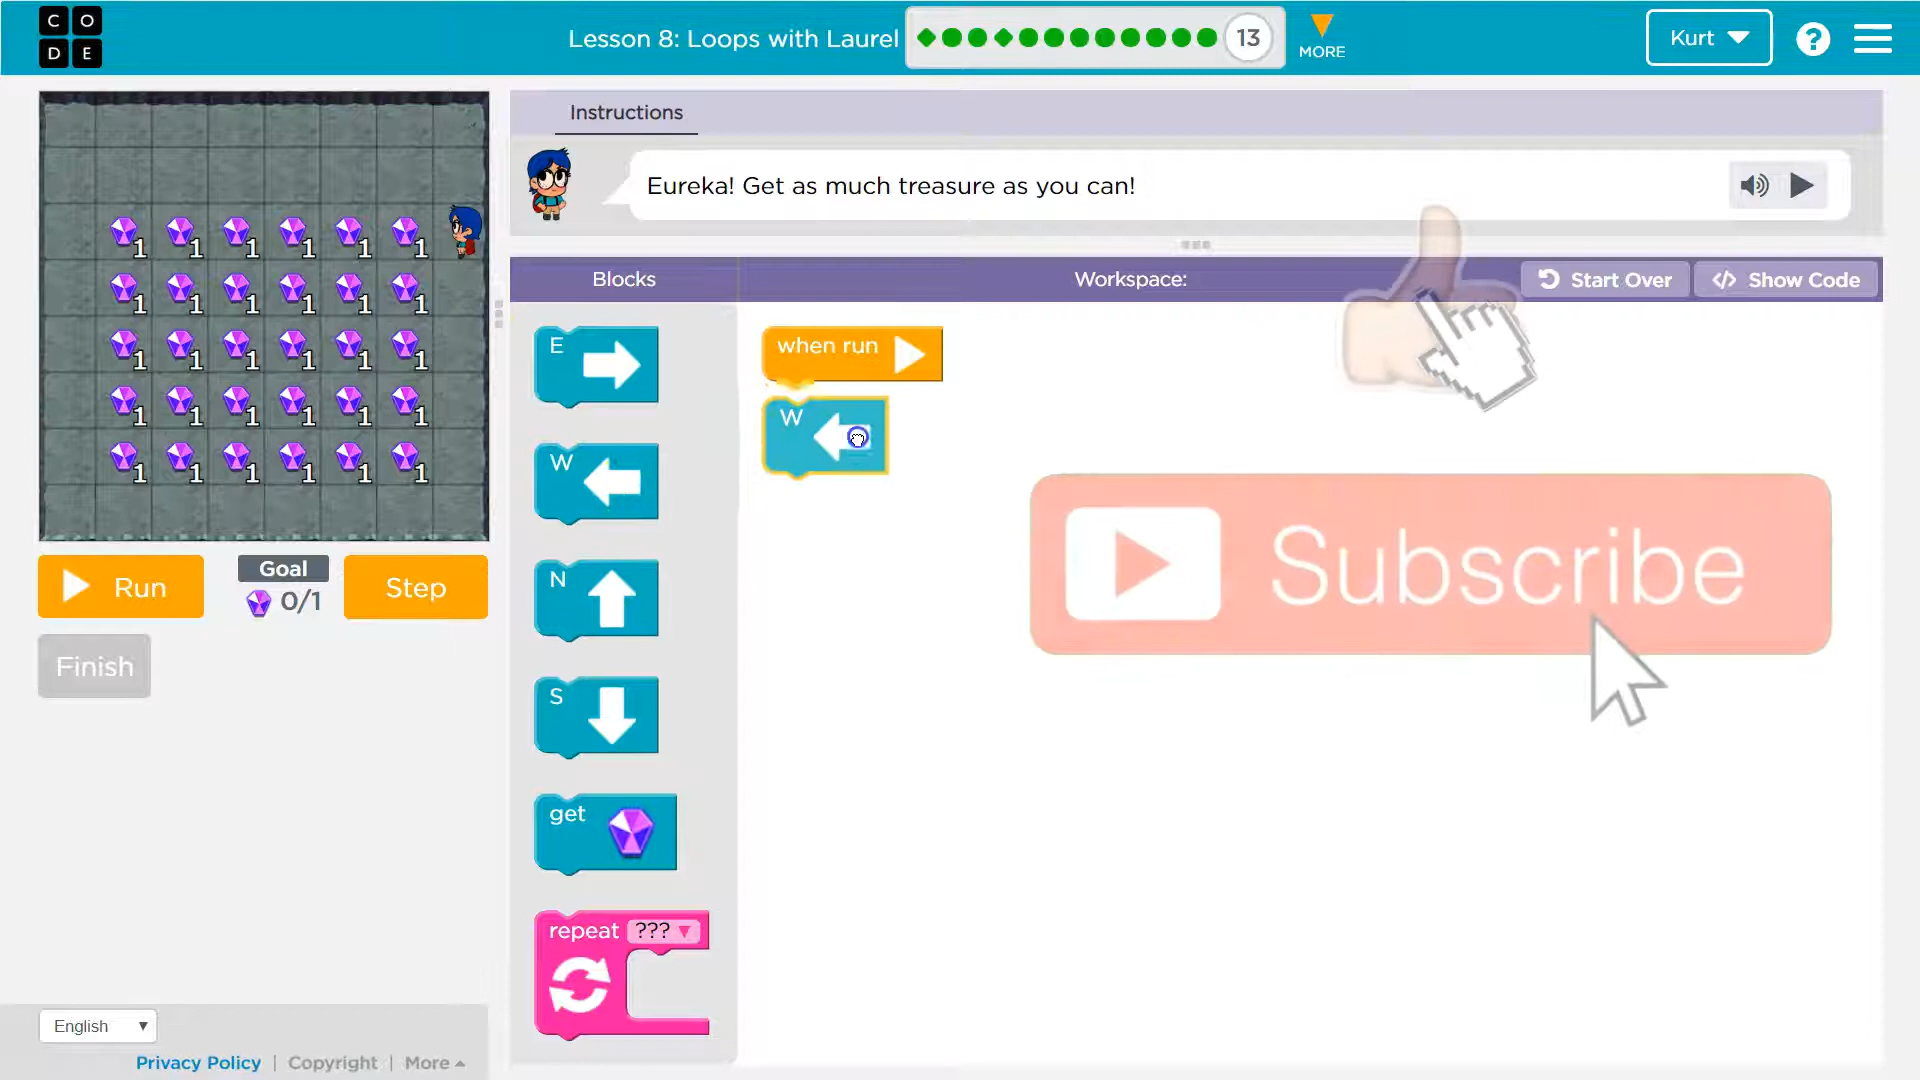 C O
D E
Lesson 8: Loops with Laurel
13
MORE
Kurt
?
Instructions
Eureka! Get as much treasure as you can!
Blocks
Workspace:
Start Over
</> Show Code
1 1 1 1 1 1
1 1 1 1 1 1
1 1 1 1 1 1
1 1 1 1 1 1
1 1 1 1 1 1
Run
Goal
0/1
Step
Finish
E
W
N
S
get
repeat ???
when run
W
Subscribe
English
Privacy Policy | Copyright | More